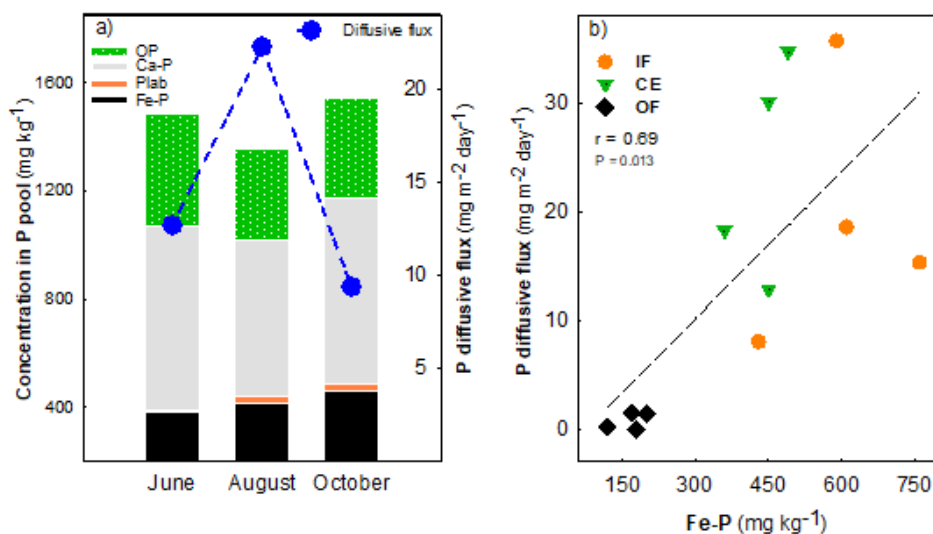 a)
Diffusive flux
OP
Ca-P
Plab
Fe-P
Concentration in P pool (mg kg⁻¹)
1600
1200
800
400
20
15
10
5
P diffusive flux (mg m⁻² day⁻¹)
June August October
b)
IF
CE
OF
r = 0.69
P = 0.013
P diffusive flux (mg m⁻² day⁻¹)
30
20
10
0
150 300 450 600 750
Fe-P (mg kg⁻¹)